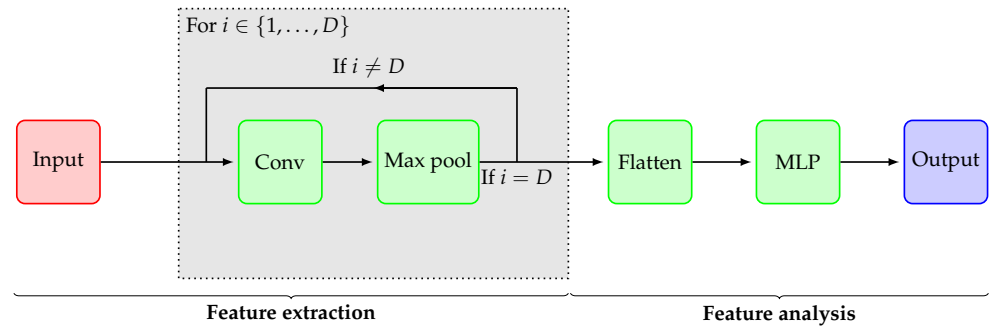 For i ∈ {1, . . . , D}
If i ≠ D
Input
Conv
Max pool
If i = D
Flatten
MLP
Output
Feature extraction
Feature analysis